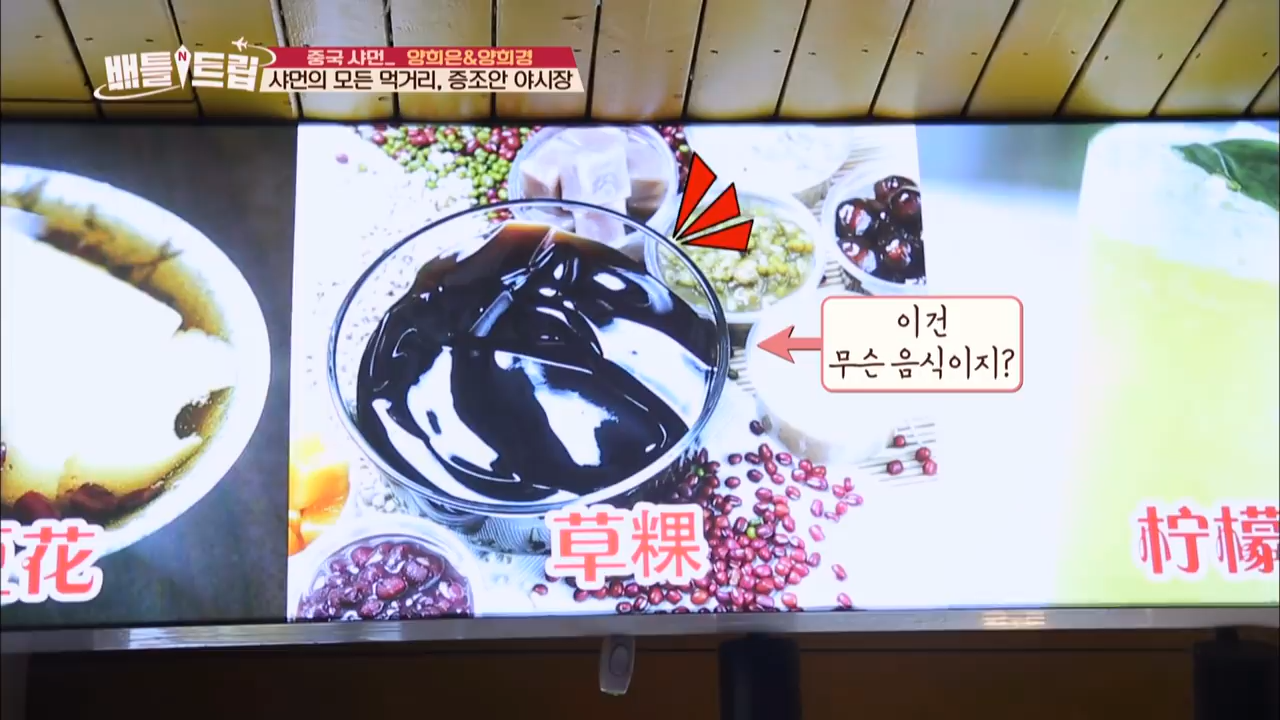 배틀트립
N
중국 샤먼_ 양희은&양희경
샤먼의 모든 먹거리, 증조안 야시장
이건
무슨 음식이지?
豆花
草粿
柠檬